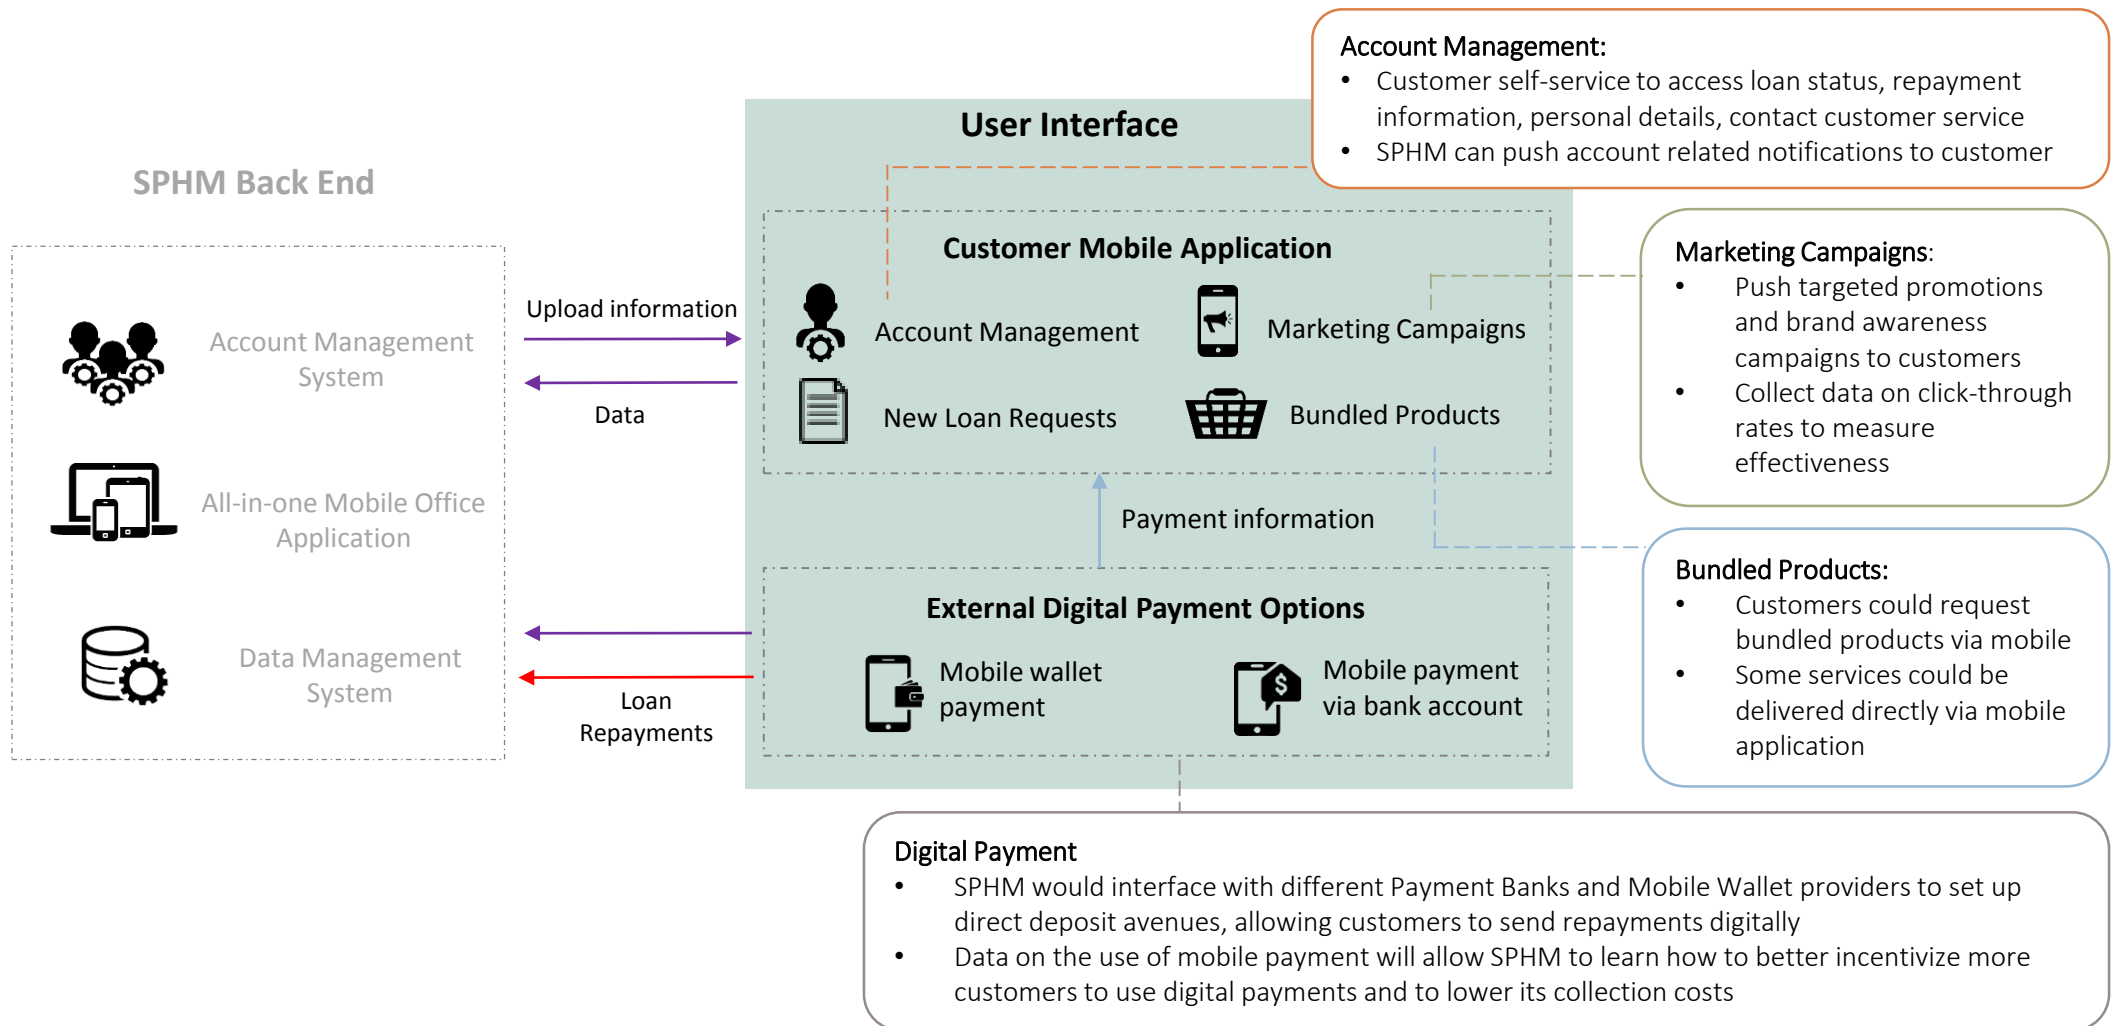 Account Management:
• Customer self-service to access loan status, repayment
information, personal details, contact customer service
• SPHM can push account related notifications to customer
User Interface
SPHM Back End
Account Management
System
All-in-one Mobile Office
Application
Data Management
System
Upload information
Data
Loan
Repayments
Customer Mobile Application
Account Management
Marketing Campaigns
New Loan Requests
Bundled Products
Payment information
External Digital Payment Options
Mobile wallet
payment
Mobile payment
via bank account
Marketing Campaigns:
• Push targeted promotions
and brand awareness
campaigns to customers
• Collect data on click-through
rates to measure
effectiveness
Bundled Products:
• Customers could request
bundled products via mobile
• Some services could be
delivered directly via mobile
application
Digital Payment
• SPHM would interface with different Payment Banks and Mobile Wallet providers to set up
direct deposit avenues, allowing customers to send repayments digitally
• Data on the use of mobile payment will allow SPHM to learn how to better incentivize more
customers to use digital payments and to lower its collection costs